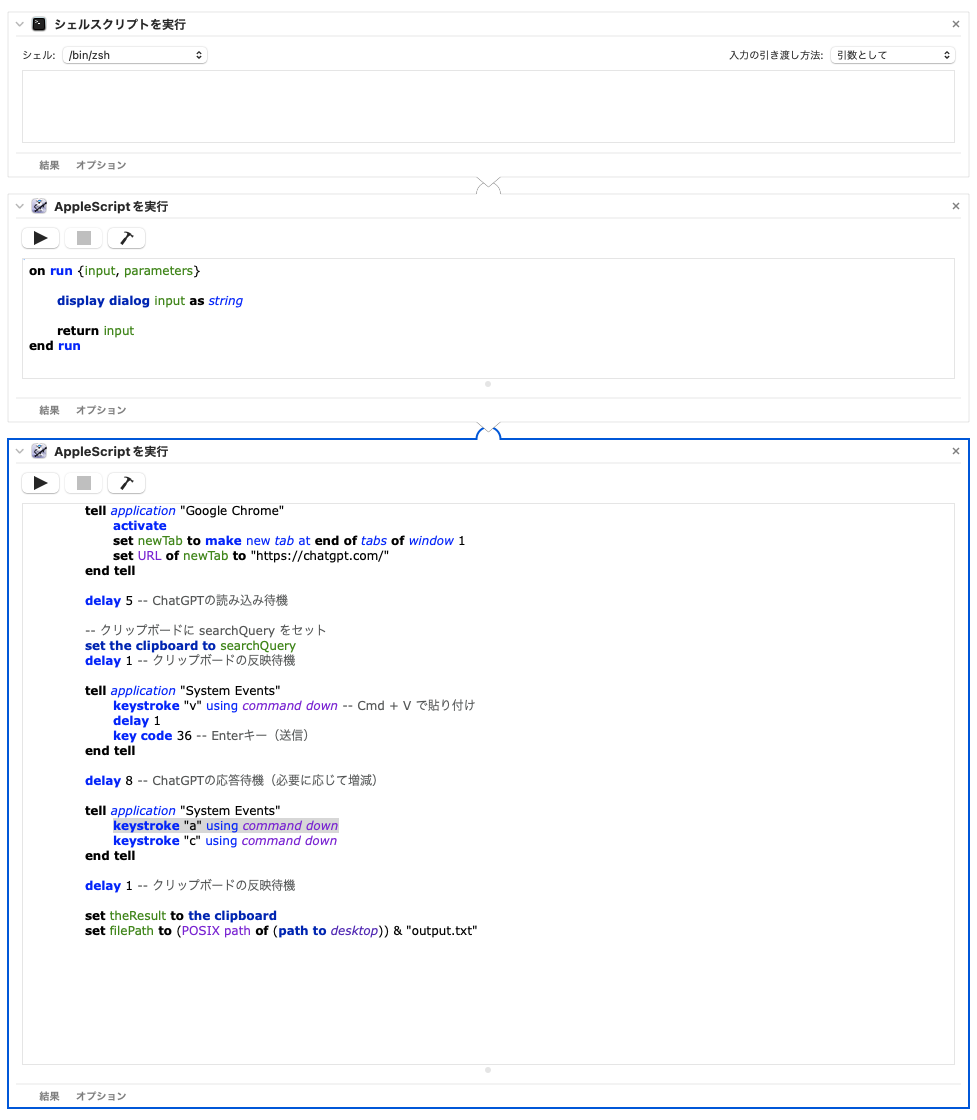 シェルスクリプトを実行
シェル: /bin/zsh 入力の引き渡し方法: 引数として
結果 オプション
AppleScriptを実行
on run {input, parameters}
display dialog input as string
return input
end run
結果 オプション
AppleScriptを実行
tell application "Google Chrome"
activate
set newTab to make new tab at end of tabs of window 1
set URL of newTab to "https://chatgpt.com/"
end tell
delay 5 -- ChatGPTの読み込み待機
-- クリップボードに searchQuery をセット
set the clipboard to searchQuery
delay 1 -- クリップボードの反映待機
tell application "System Events"
keystroke "v" using command down -- Cmd + V で貼り付け
delay 1
key code 36 -- Enterキー（送信）
end tell
delay 8 -- ChatGPTの応答待機（必要に応じて増減）
tell application "System Events"
keystroke "a" using command down
keystroke "c" using command down
end tell
delay 1 -- クリップボードの反映待機
set theResult to the clipboard
set filePath to (POSIX path of (path to desktop)) & "output.txt"
結果 オプション